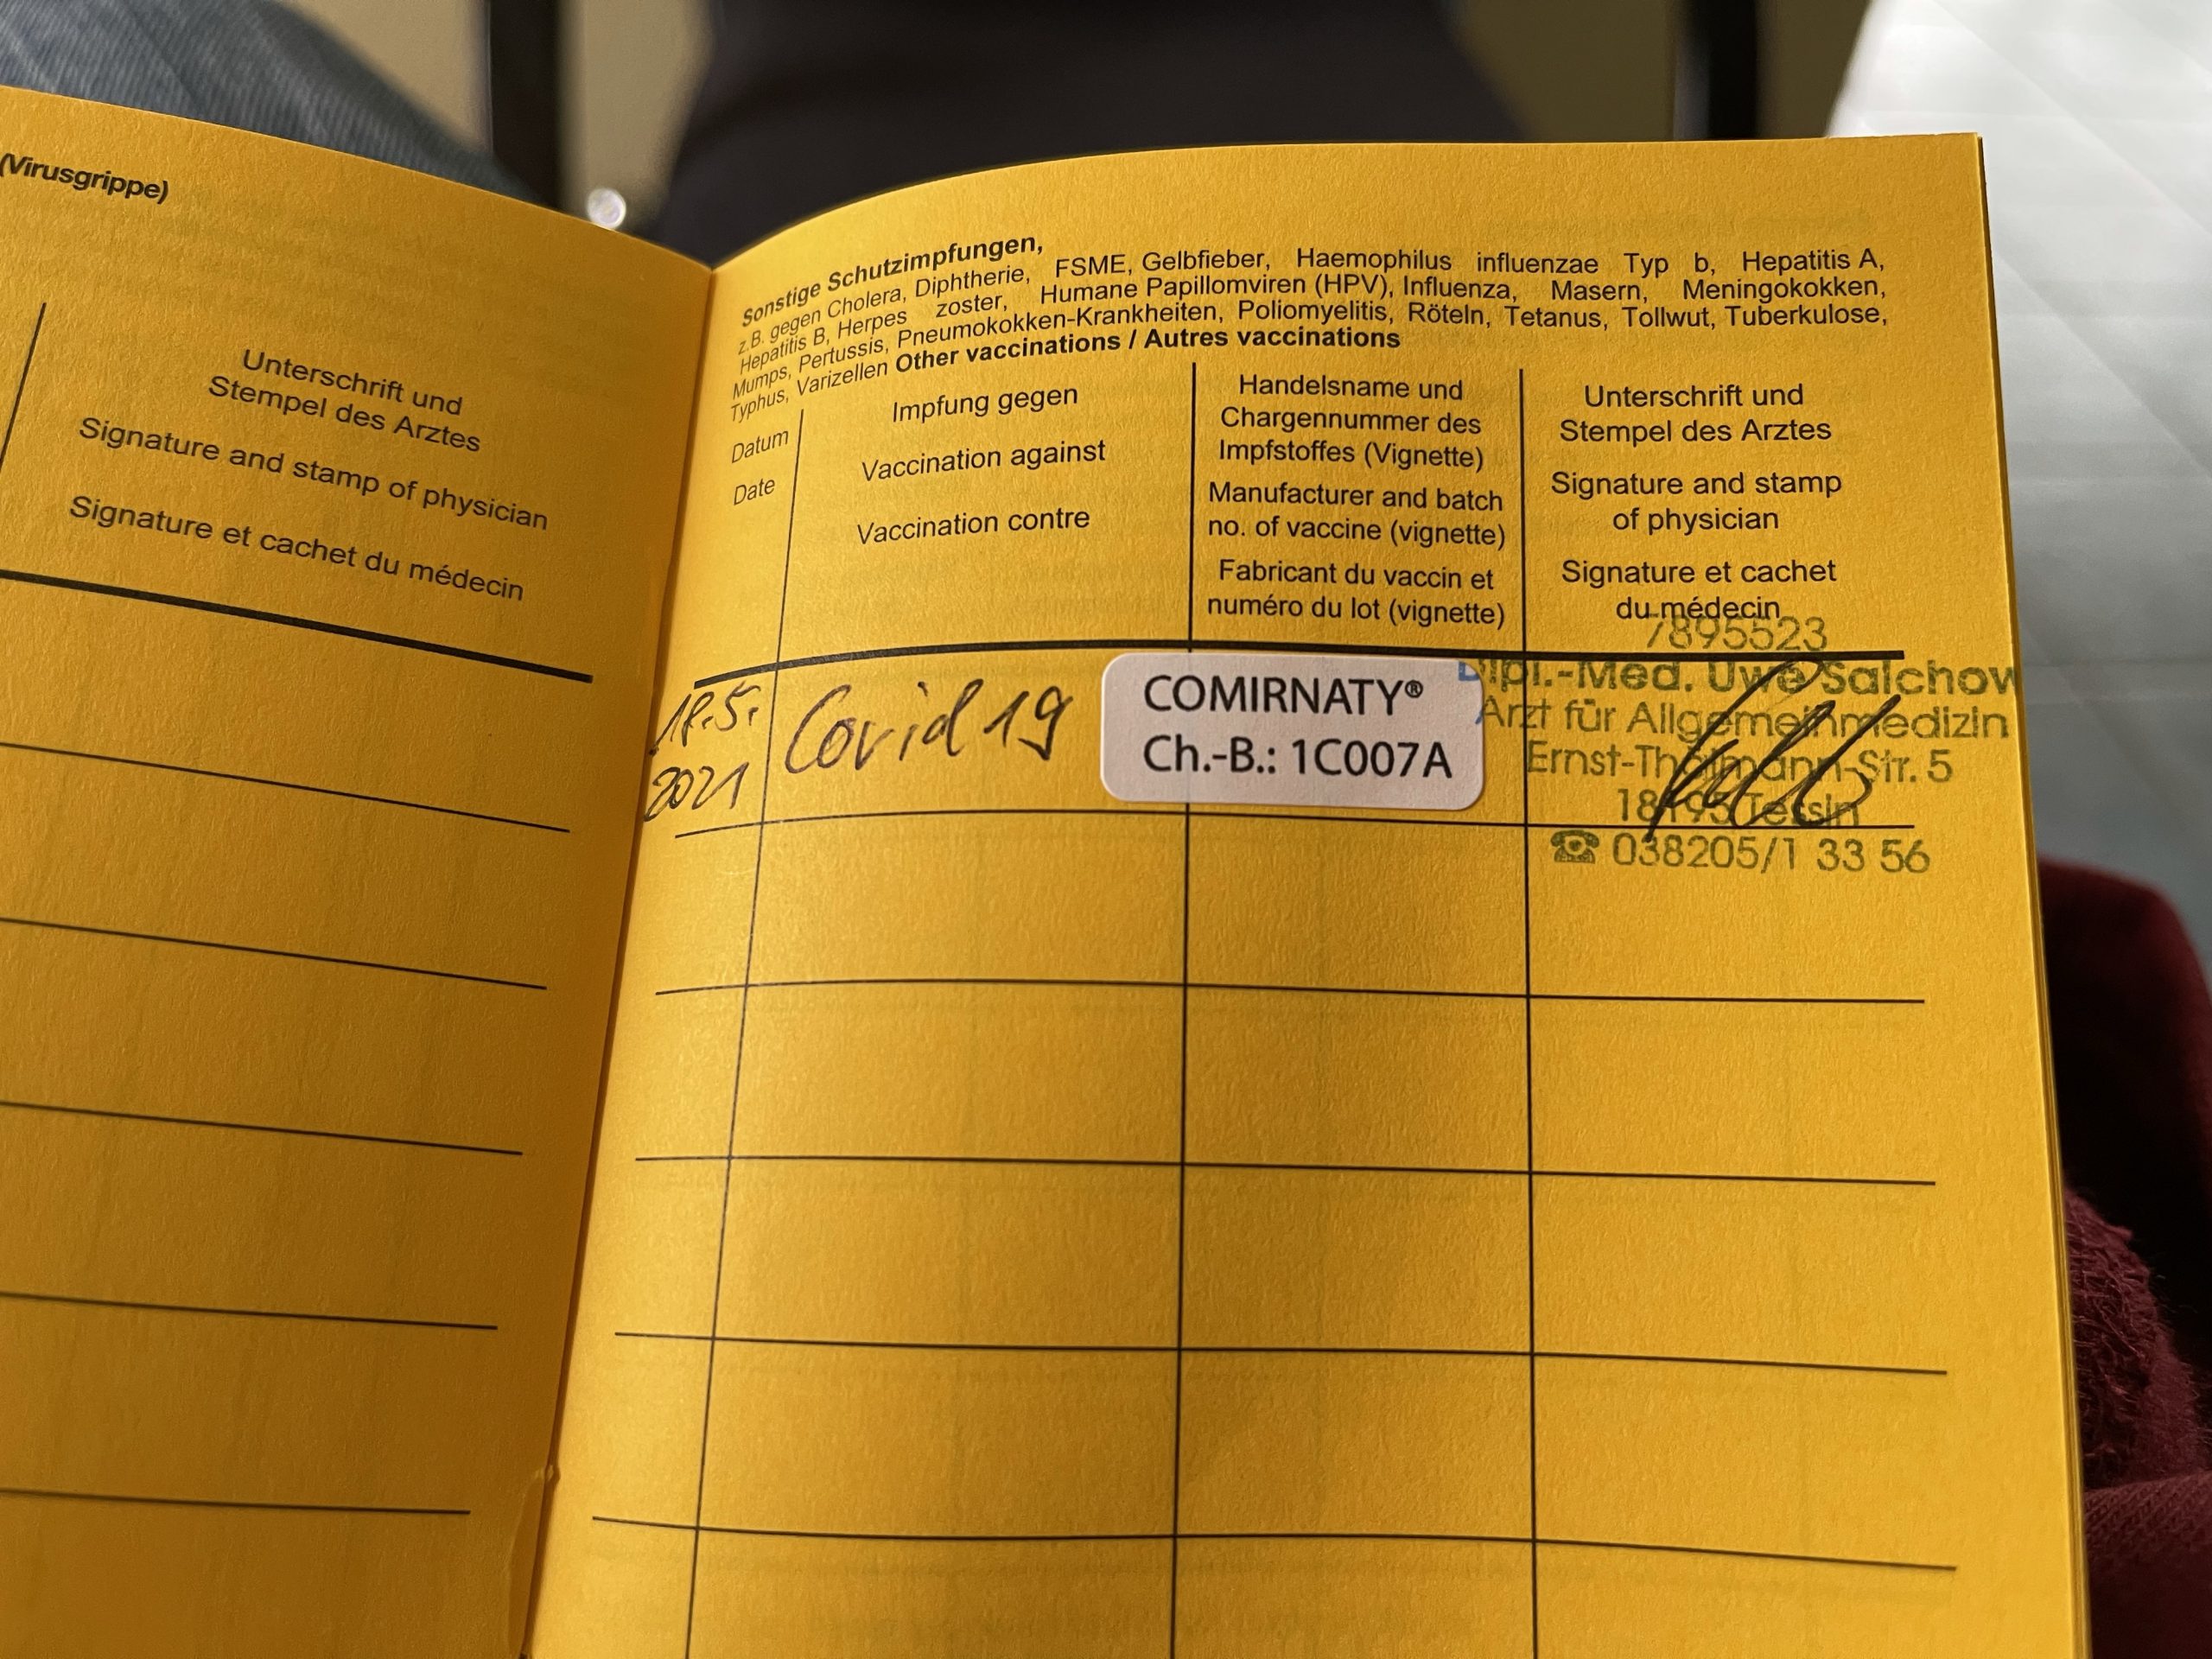 (Virusgrippe)
Unterschrift und
Stempel des Arztes
Signature and stamp of physician
Signature et cachet du médecin
Sonstige Schutzimpfungen,
z.B. gegen Cholera, Diphtherie, FSME, Gelbfieber, Haemophilus influenzae Typ b, Hepatitis A,
Hepatitis B, Herpes zoster, Humane Papillomviren (HPV), Influenza, Masern, Meningokokken,
Mumps, Pertussis, Pneumokokken-Krankheiten, Poliomyelitis, Röteln, Tetanus, Tollwut, Tuberkulose,
Typhus, Varizellen Other vaccinations / Autres vaccinations
Datum
Date
Impfung gegen
Vaccination against
Vaccination contre
Handelsname und
Chargennummer des
Impfstoffes (Vignette)
Manufacturer and batch
no. of vaccine (vignette)
Fabricant du vaccin et
numéro du lot (vignette)
Unterschrift und
Stempel des Arztes
Signature and stamp
of physician
Signature et cachet
du médecin
18.5.
2021
Covid 19
COMIRNATY®
Ch.-B.: 1C007A
7895523
Dipl.-Med. Uwe Salchow
Arzt für Allgemeinmedizin
Ernst-Thälmann-Str. 5
18195 Tessin
☎ 038205/1 33 56